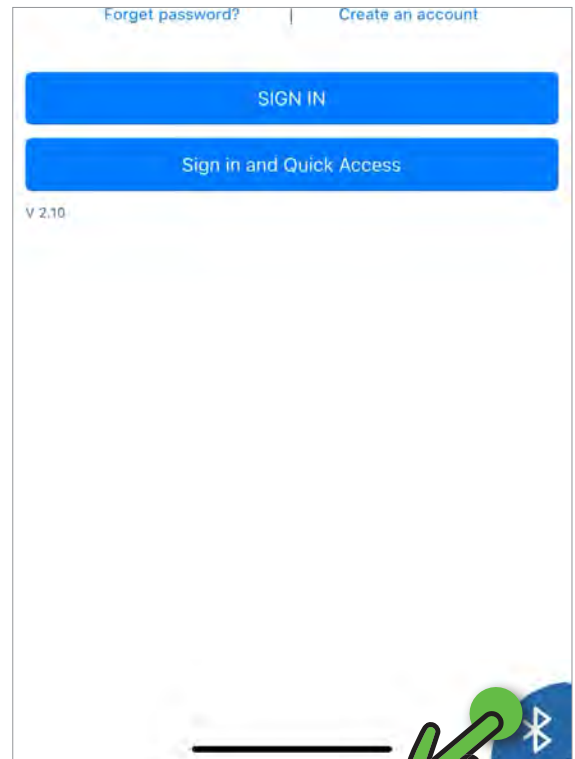 Forget password? | Create an account
SIGN IN
Sign in and Quick Access
V 2.10